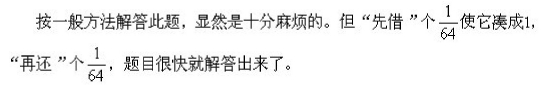 按一般方法解答此题，显然是十分麻烦的。但“先借 ”个1/64使它凑成1，
“再还 ”个1/64，题目很快就解答出来了。